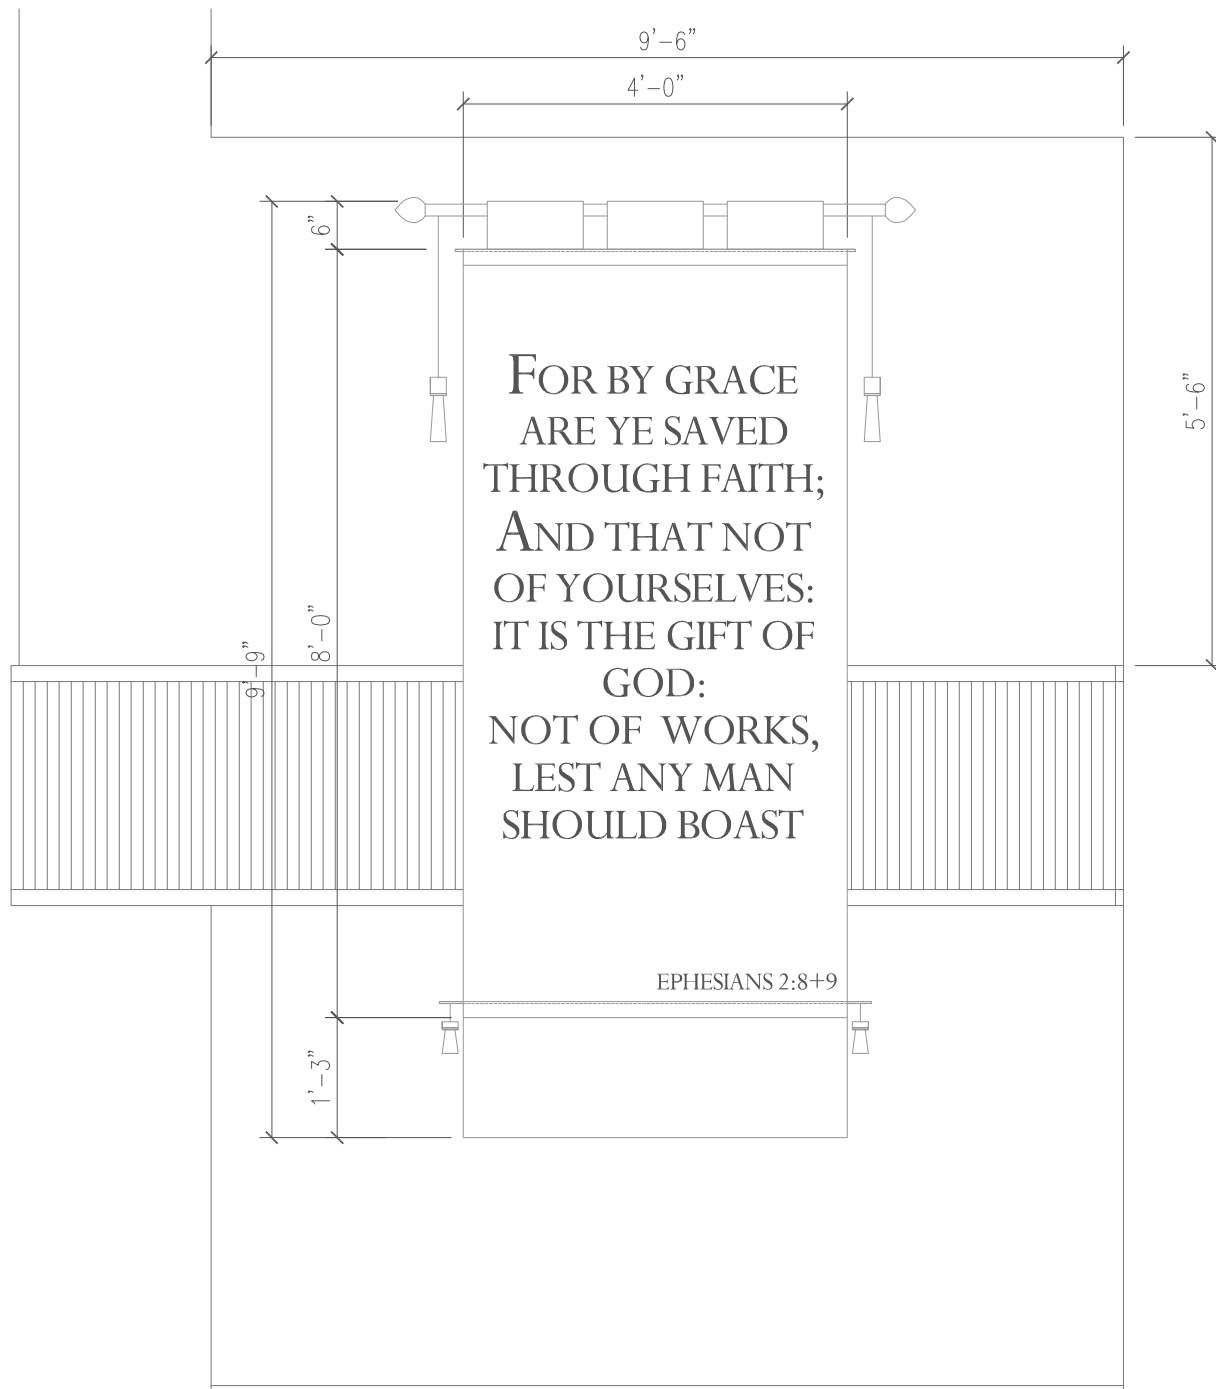 9’-6”
4’-0”
6”
5’-6”
FOR BY GRACE
ARE YE SAVED
THROUGH FAITH;
AND THAT NOT
OF YOURSELVES:
IT IS THE GIFT OF
GOD:
NOT OF  WORKS,
LEST ANY MAN
SHOULD BOAST
8’-0”
9’-9”
EPHESIANS 2:8+9
1’-3”